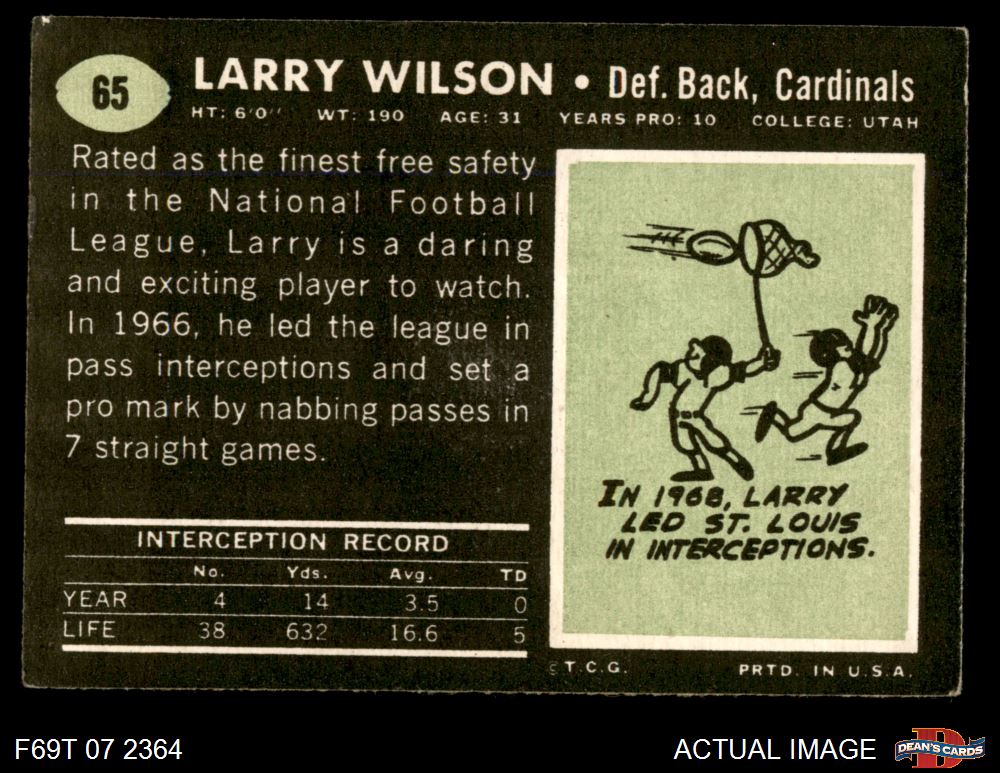 65
LARRY WILSON • Def. Back, Cardinals
HT: 6'0" WT: 190 AGE: 31 YEARS PRO: 10 COLLEGE: UTAH
Rated as the finest free safety
in the National Football
League, Larry is a daring
and exciting player to watch.
In 1966, he led the league in
pass interceptions and set a
pro mark by nabbing passes in
7 straight games.
INTERCEPTION RECORD
No. Yds. Avg. TD
YEAR 4 14 3.5 0
LIFE 38 632 16.6 5
IN 1968, LARRY
LED ST. LOUIS
IN INTERCEPTIONS.
©T.C.G. PRTD. IN U.S.A.
F69T 07 2364
ACTUAL IMAGE
D
DEAN'S CARDS